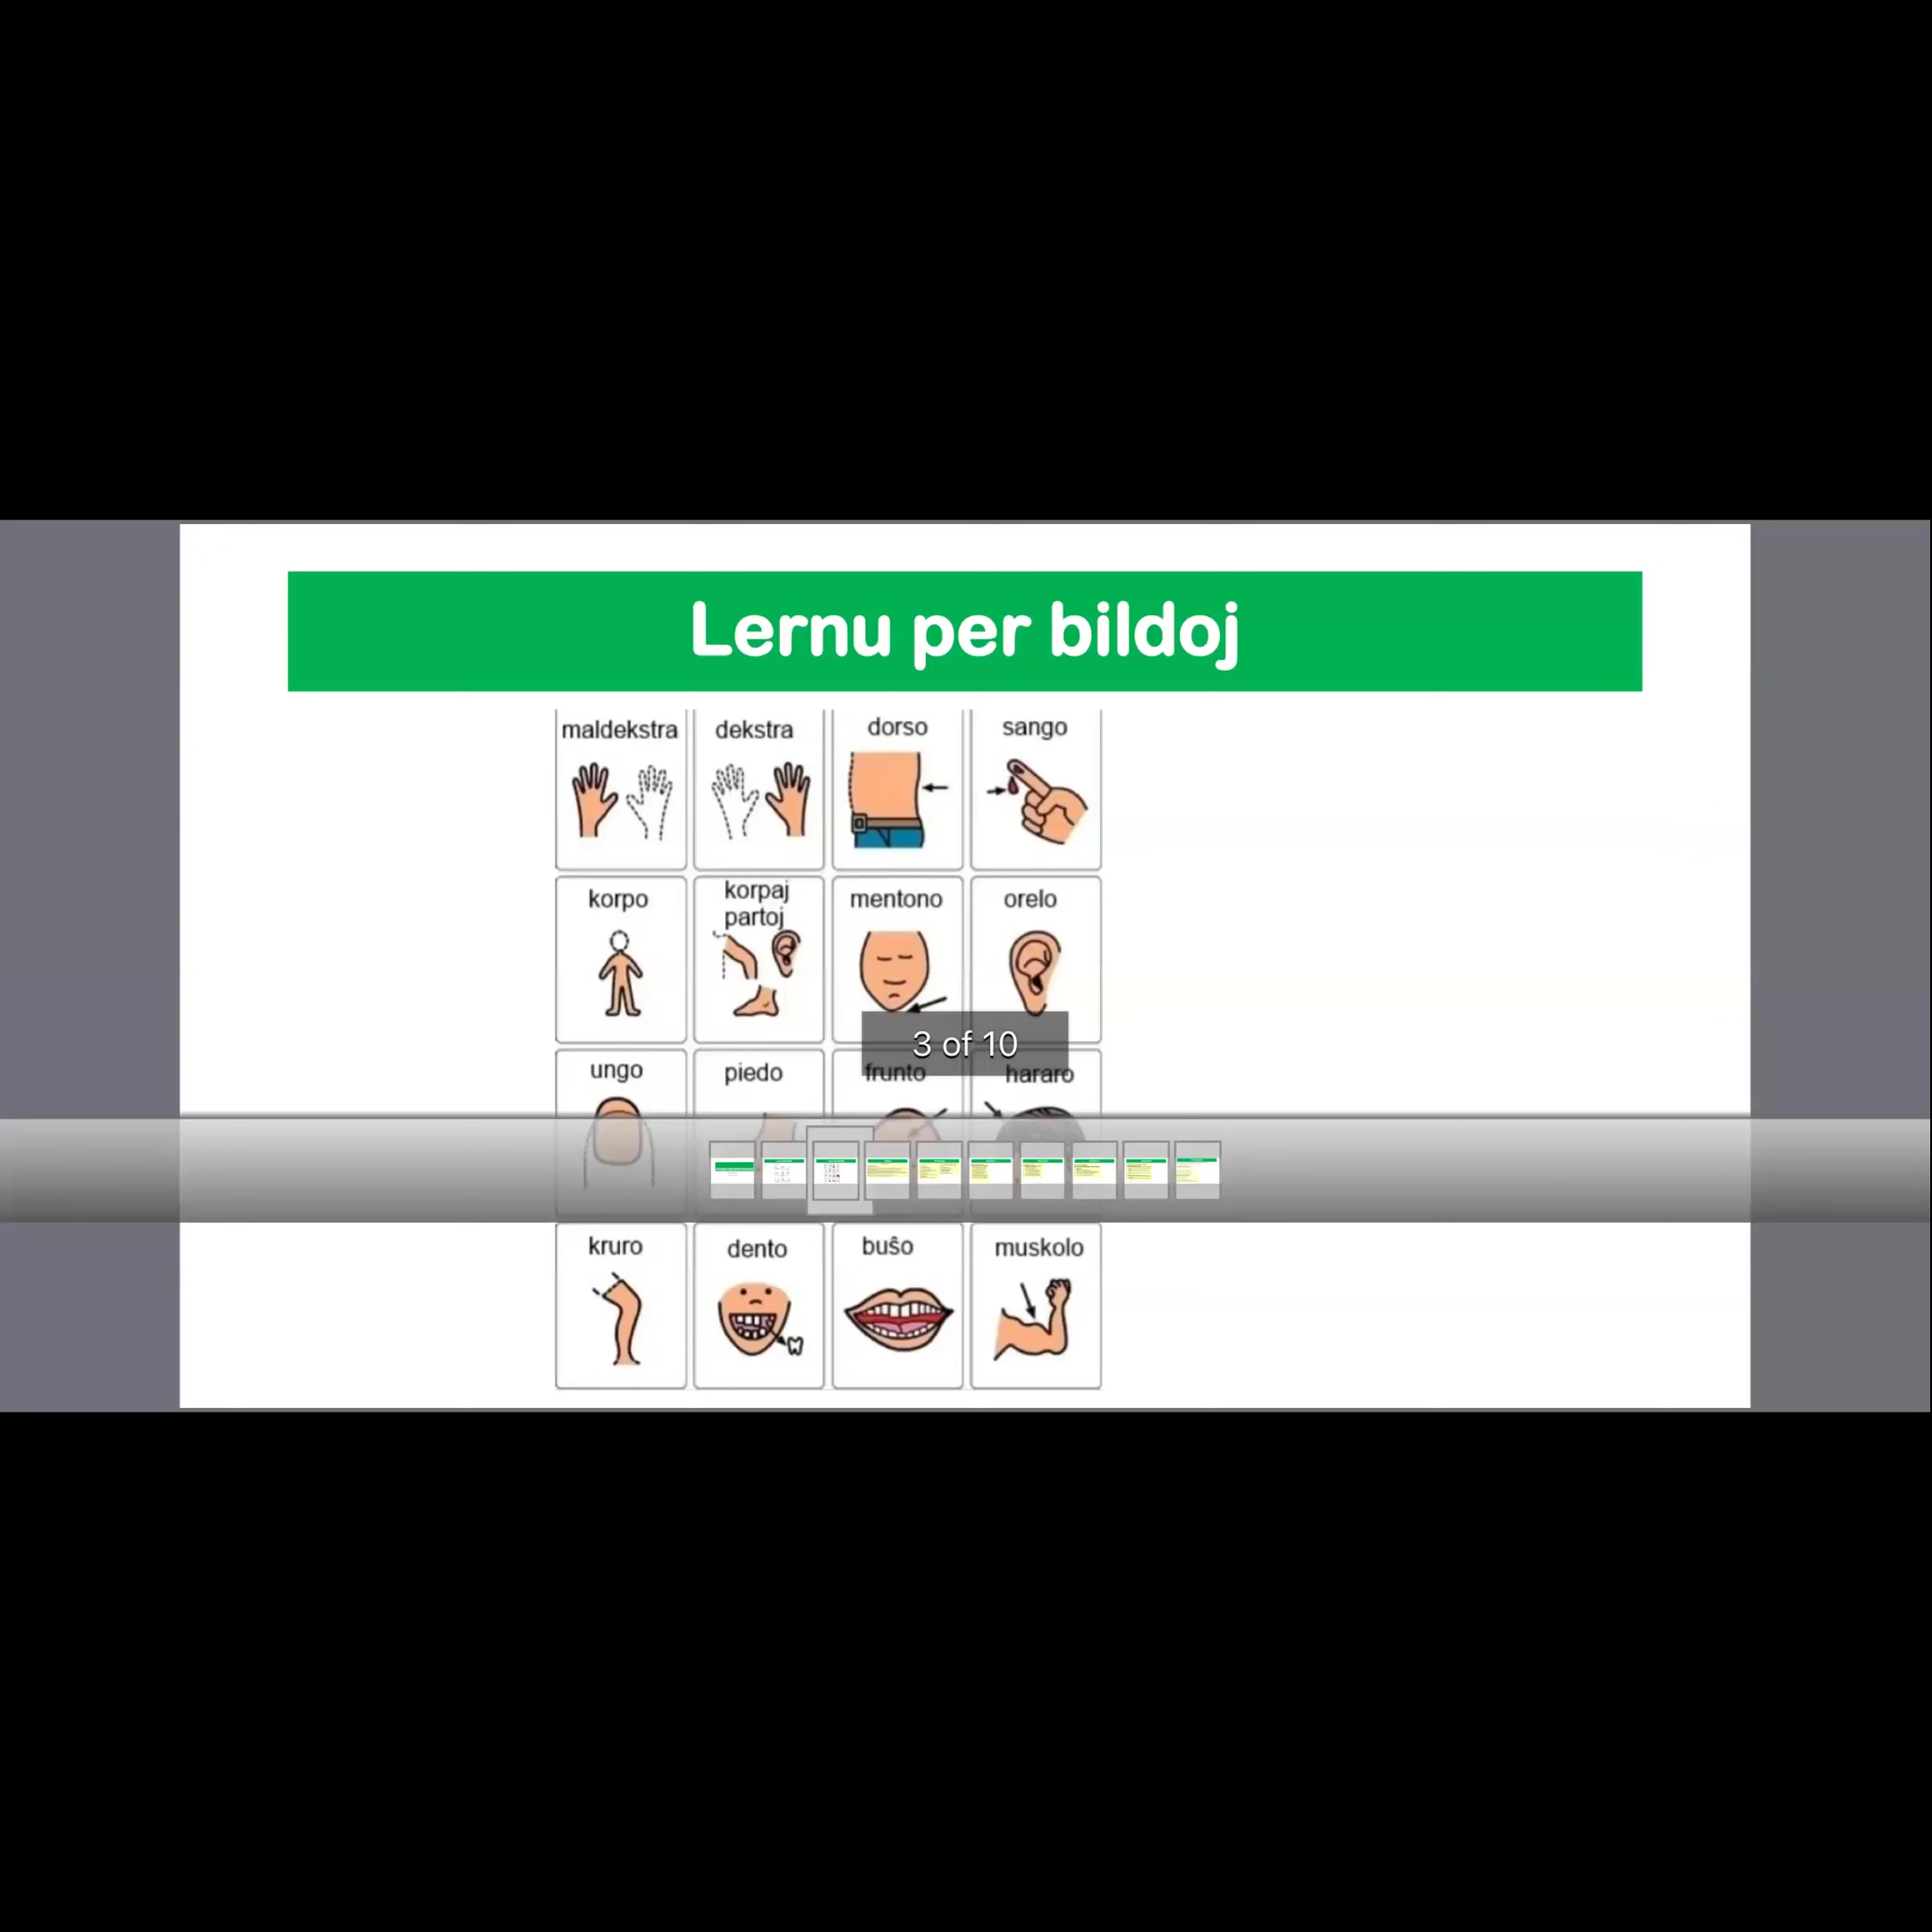 Lernu per bildoj
maldekstra
dekstra
dorso
sango
korpo
korpaj
partoj
mentono
orelo
3 of 10
ungo
piedo
frunto
hararo
kruro
dento
buŝo
muskolo